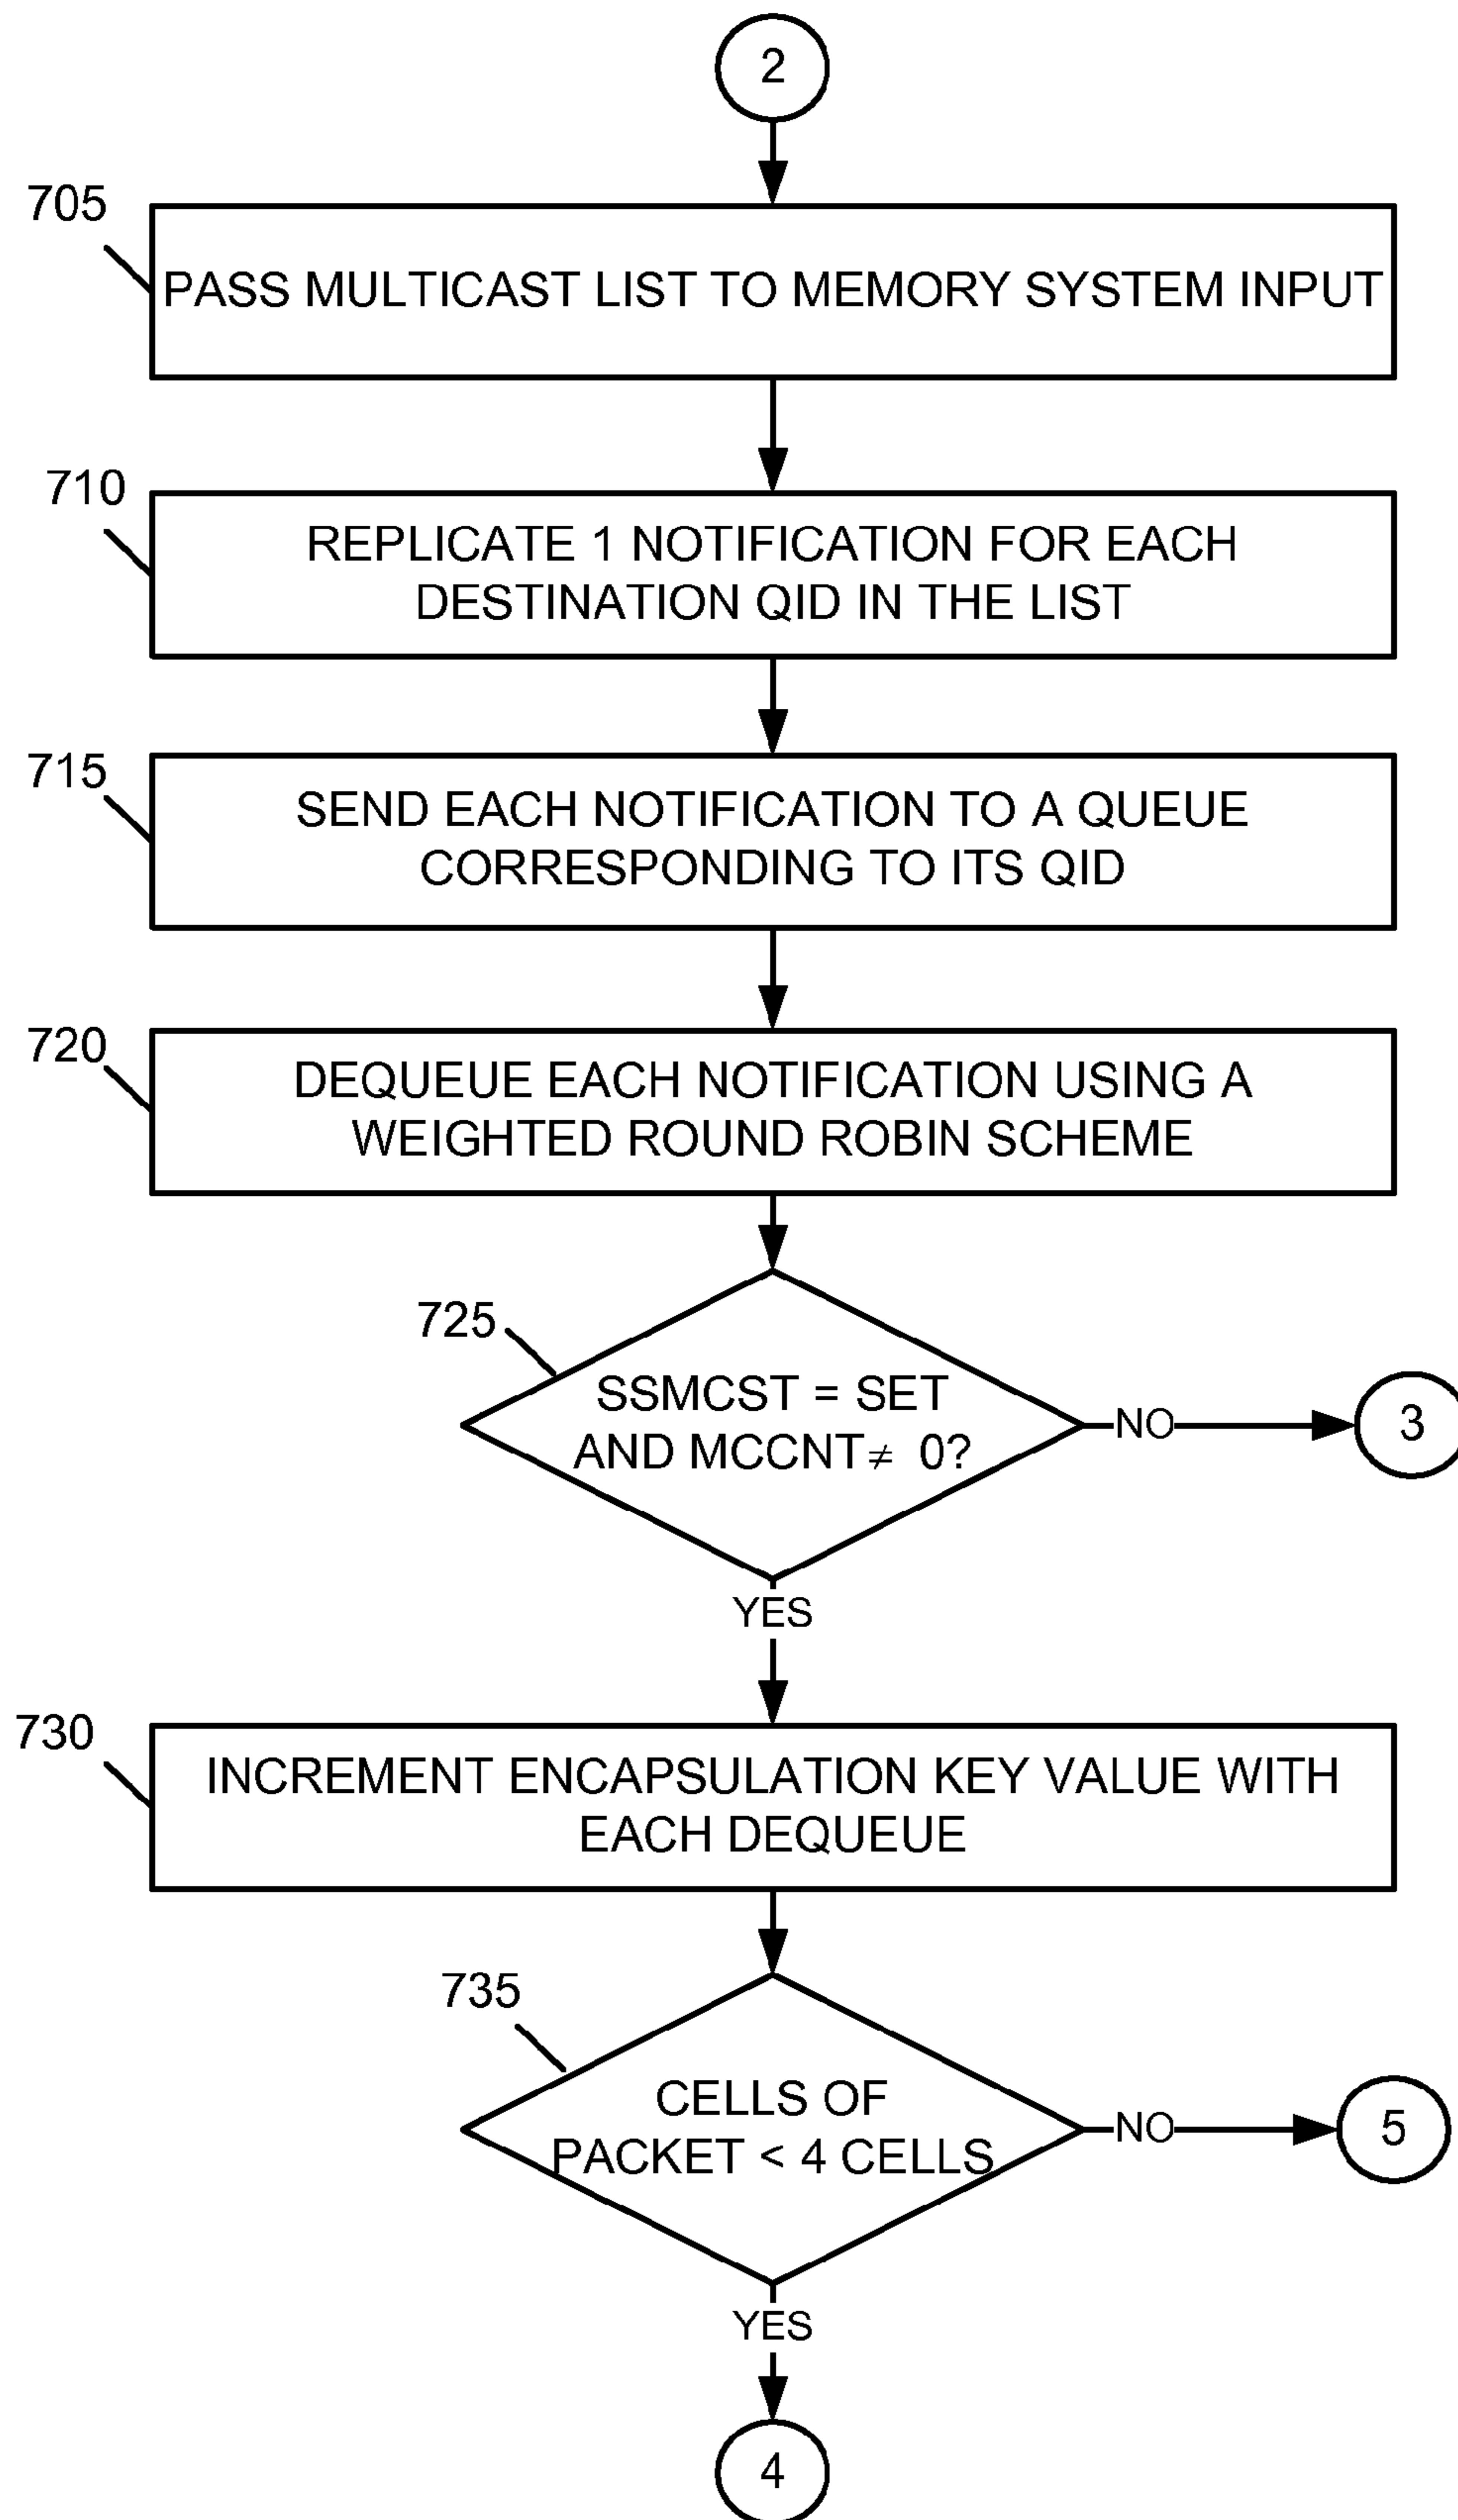 2
705
PASS MULTICAST LIST TO MEMORY SYSTEM INPUT
710
REPLICATE 1 NOTIFICATION FOR EACH
DESTINATION QID IN THE LIST
715
SEND EACH NOTIFICATION TO A QUEUE
CORRESPONDING TO ITS QID
720
DEQUEUE EACH NOTIFICATION USING A
WEIGHTED ROUND ROBIN SCHEME
725
SSMCST = SET
AND MCCNT≠ 0?
NO
3
YES
730
INCREMENT ENCAPSULATION KEY VALUE WITH
EACH DEQUEUE
735
CELLS OF
PACKET < 4 CELLS
NO
5
YES
4